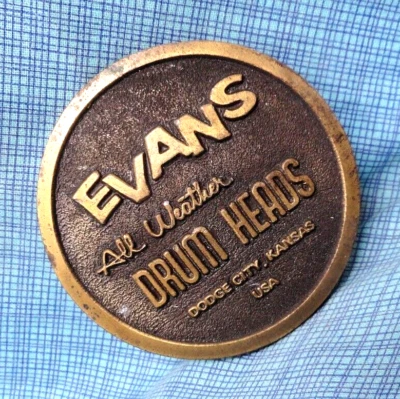 EVANS
All Weather
DRUM HEADS
DODGE CITY, KANSAS
USA